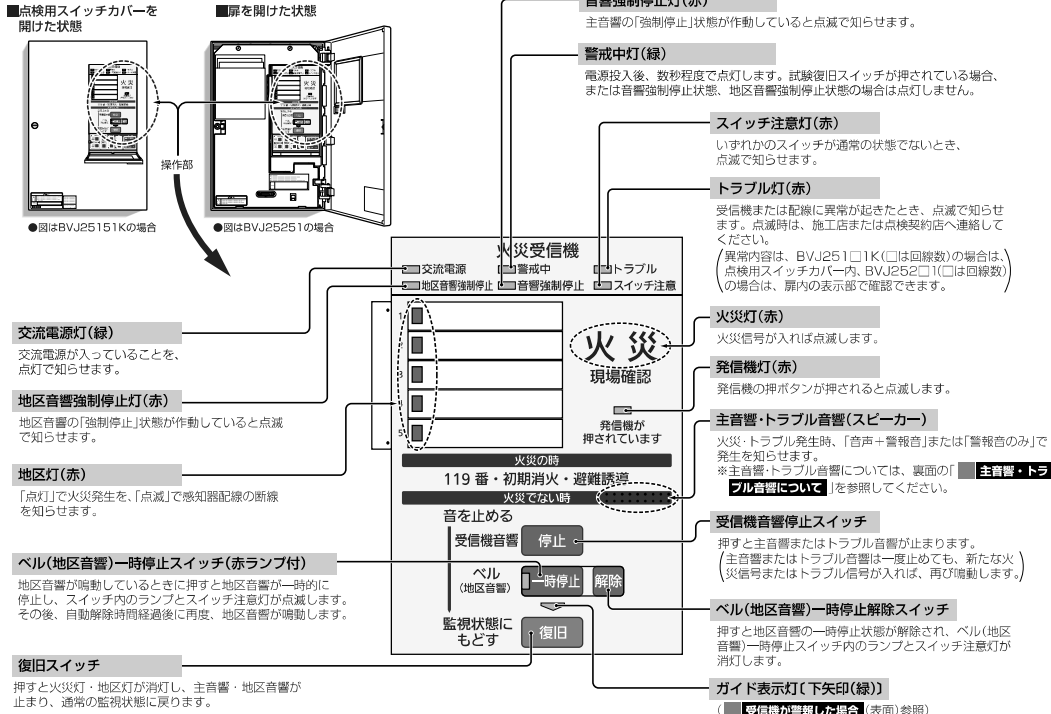 ■点検用スイッチカバーを
開けた状態
■扉を開けた状態
操作部
●図はBVJ25151Kの場合
●図はBVJ25251の場合
音響強制停止灯(赤)
主音響の「強制停止」状態が作動していると点滅で知らせます。
警戒中灯(緑)
電源投入後、数秒程度で点灯します。試験復旧スイッチが押されている場合、
または音響強制停止状態、地区音響強制停止状態の場合は点灯しません。
スイッチ注意灯(赤)
いずれかのスイッチが通常の状態でないとき、
点滅で知らせます。
トラブル灯(赤)
受信機または配線に異常が起きたとき、点滅で知らせ
ます。点滅時は、施工店または点検契約店へ連絡して
ください。
(異常内容は、BVJ251□1K(□は回線数)の場合は、
点検用スイッチカバー内、BVJ252□1(□は回線数)
の場合は、扉内の表示部で確認できます。)
火災灯(赤)
火災信号が入れば点滅します。
発信機灯(赤)
発信機の押ボタンが押されると点滅します。
主音響・トラブル音響(スピーカー)
火災・トラブル発生時、「音声+警報音」または「警報音のみ」で
発生を知らせます。
※主音響・トラブル音響については、裏面の「主音響・トラ
ブル音響について」を参照してください。
受信機音響停止スイッチ
押すと主音響またはトラブル音響が止まります。
(主音響またはトラブル音響は一度止めても、新たな火
災信号またはトラブル信号が入れば、再び鳴動します。)
ベル(地区音響)一時停止解除スイッチ
押すと地区音響の一時停止状態が解除され、ベル(地区
音響)一時停止スイッチ内のランプとスイッチ注意灯が
消灯します。
ガイド表示灯〔下矢印(緑)〕
(受信機が警報した場合(表面)参照)
交流電源灯(緑)
交流電源が入っていることを、
点灯で知らせます。
地区音響強制停止灯(赤)
地区音響の「強制停止」状態が作動していると点滅
で知らせます。
地区灯(赤)
「点灯」で火災発生を、「点滅」で感知器配線の断線
を知らせます。
ベル(地区音響)一時停止スイッチ(赤ランプ付)
地区音響が鳴動しているときに押すと地区音響が一時的に
停止し、スイッチ内のランプとスイッチ注意灯が点滅します。
その後、自動解除時間経過後に再度、地区音響が鳴動します。
復旧スイッチ
押すと火災灯・地区灯が消灯し、主音響・地区音響が
止まり、通常の監視状態に戻ります。
火災受信機
交流電源 警戒中 トラブル
地区音響強制停止 音響強制停止 スイッチ注意
1
3
5
火災
現場確認
発信機が
押されています
火災の時
119番・初期消火・避難誘導
火災でない時
音を止める
受信機音響 停止
ベル
(地区音響)
一時停止 解除
監視状態に
もどす
復旧